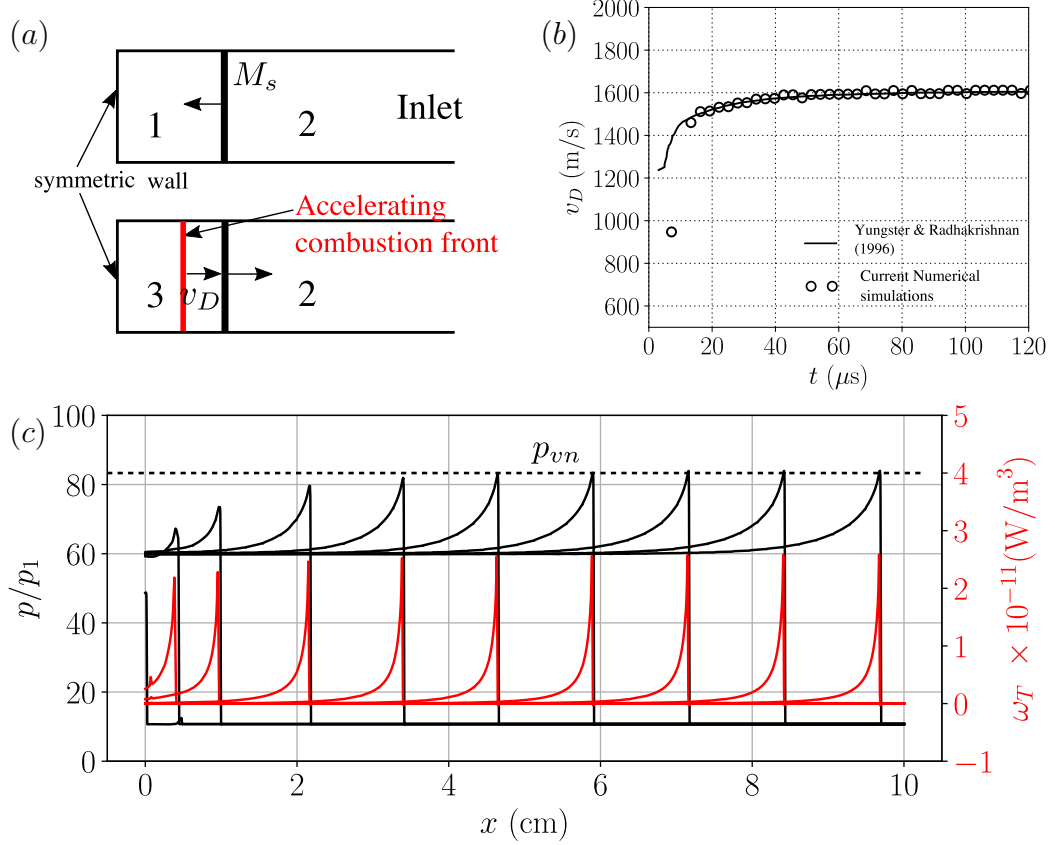 (a)
M_s
1
2
Inlet
symmetric wall
Accelerating
combustion front
3
v_D
2
(b)
2000
1800
1600
1400
1200
1000
800
600
v_D (m/s)
Yungster & Radhakrishnan
(1996)
Current Numerical
simulations
0 20 40 60 80 100 120
t (μs)
(c)
100
80
60
40
20
0
p/p_1
p_{vn}
5
4
3
2
1
0
−1
ω_T × 10^{−11}(W/m^3)
0 2 4 6 8 10
x (cm)